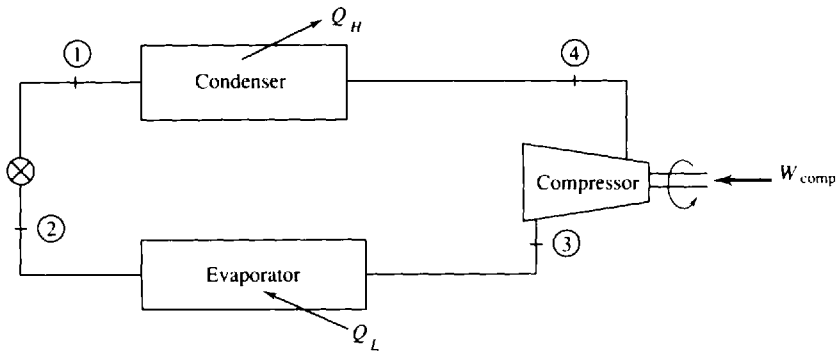 Q_H
① ④
Condenser
Compressor W_comp
②
③
Evaporator
Q_L